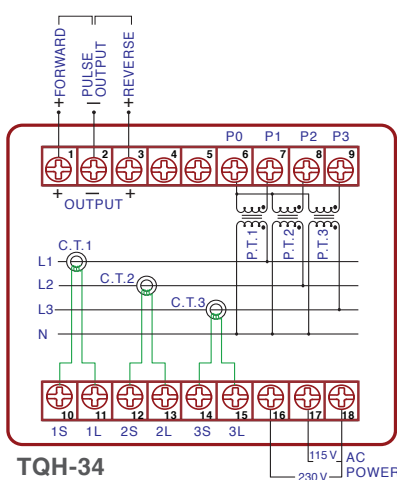 +FORWARD
PULSE
— OUTPUT
+REVERSE
P0 P1 P2 P3
1 2 3 4 5 6 7 8 9
+ — +
OUTPUT
P.T.1 P.T.2 P.T.3
C.T.1
L1
C.T.2
L2
C.T.3
L3
N
10 11 12 13 14 15 16 17 18
1S 1L 2S 2L 3S 3L
115 V AC
230 V POWER
TQH-34